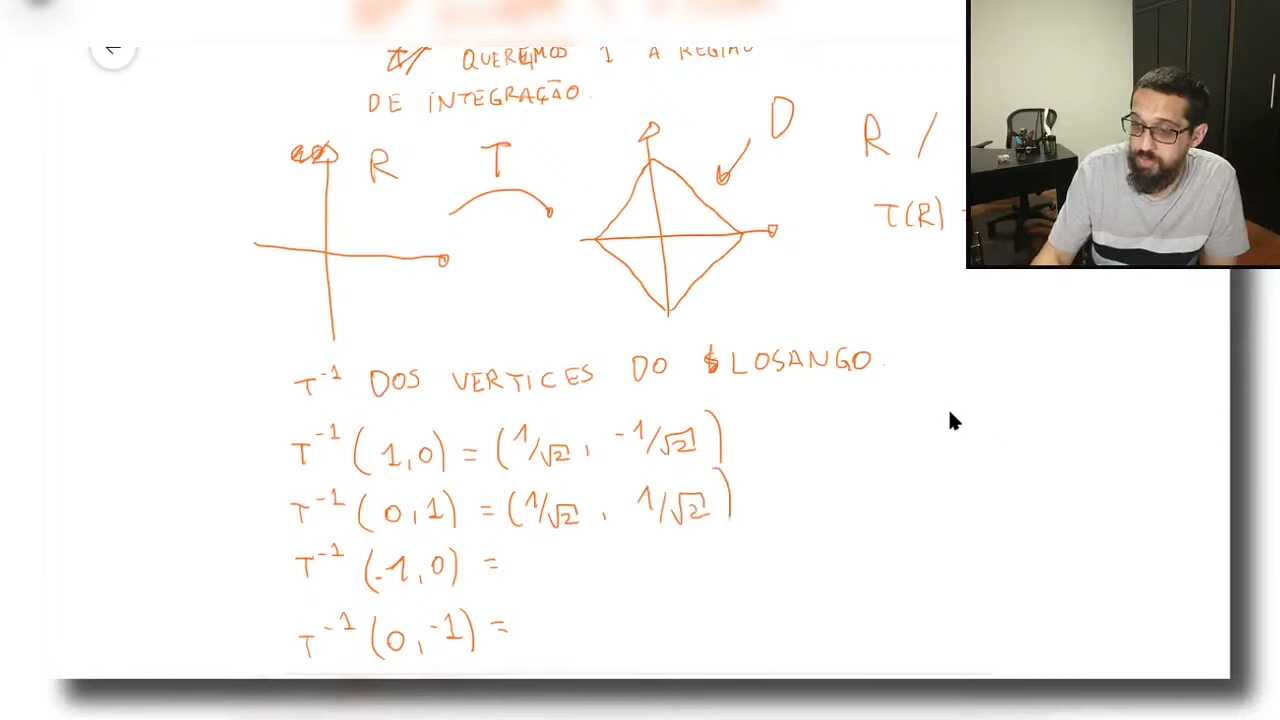 QUEREMOS 1 A REGIÃO
DE INTEGRAÇÃO.
R T D R /
T(R)
T⁻¹ DOS VERTICES DO LOSANGO.
T⁻¹ (1,0) = (1/√2 , -1/√2)
T⁻¹ (0,1) = (1/√2 , 1/√2)
T⁻¹ (-1,0) =
T⁻¹ (0,-1) =